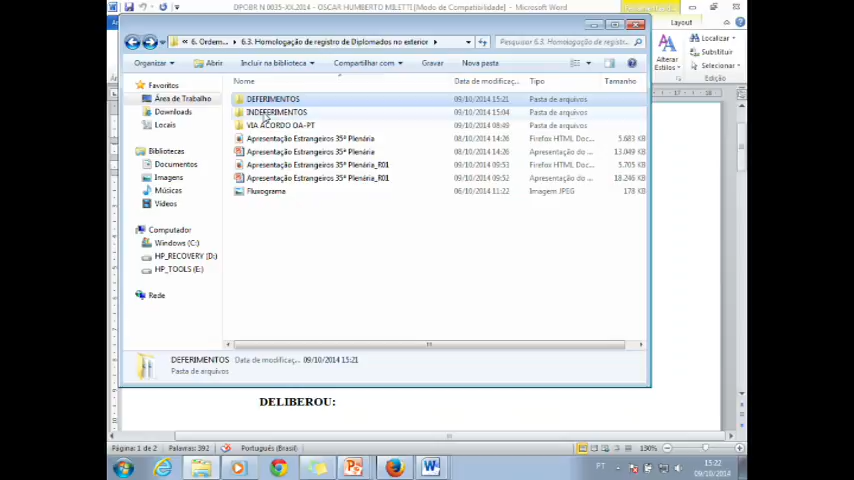 DPOBR N 0035-XX.2014 - OSCAR HUMBERTO MILETTI [Modo de Compatibilidade] - Microsoft Word
Layout
6. Ordem... 6.3. Homologação de registro de Diplomados no exterior
Pesquisar 6.3. Homologação de registr...
Localizar
Substituir
Selecionar
Alterar
Estilos
Edição
Organizar
Abrir
Incluir na biblioteca
Compartilhar com
Gravar
Nova pasta
Nome
Data de modificaç...
Tipo
Tamanho
Favoritos
Área de Trabalho
Downloads
Locais
Bibliotecas
Documentos
Imagens
Músicas
Vídeos
Computador
Windows (C:)
HP_RECOVERY (D:)
HP_TOOLS (E:)
Rede
DEFERIMENTOS 09/10/2014 15:21 Pasta de arquivos
INDEFERIMENTOS 09/10/2014 15:04 Pasta de arquivos
VIA ACORDO OA-PT 09/10/2014 08:49 Pasta de arquivos
Apresentação Estrangeiros 35ª Plenária 08/10/2014 14:26 Firefox HTML Doc... 5.683 KB
Apresentação Estrangeiros 35ª Plenária 08/10/2014 14:26 Apresentação do ... 13.049 KB
Apresentação Estrangeiros 35ª Plenária_R01 09/10/2014 09:53 Firefox HTML Doc... 5.705 KB
Apresentação Estrangeiros 35ª Plenária_R01 09/10/2014 09:52 Apresentação do ... 18.246 KB
Fluxograma 06/10/2014 11:22 Imagem JPEG 178 KB
DEFERIMENTOS Data de modificaç... 09/10/2014 15:21
Pasta de arquivos
DELIBEROU:
Página: 1 de 2 Palavras: 392 Português (Brasil) 130%
PT
15:22
09/10/2014